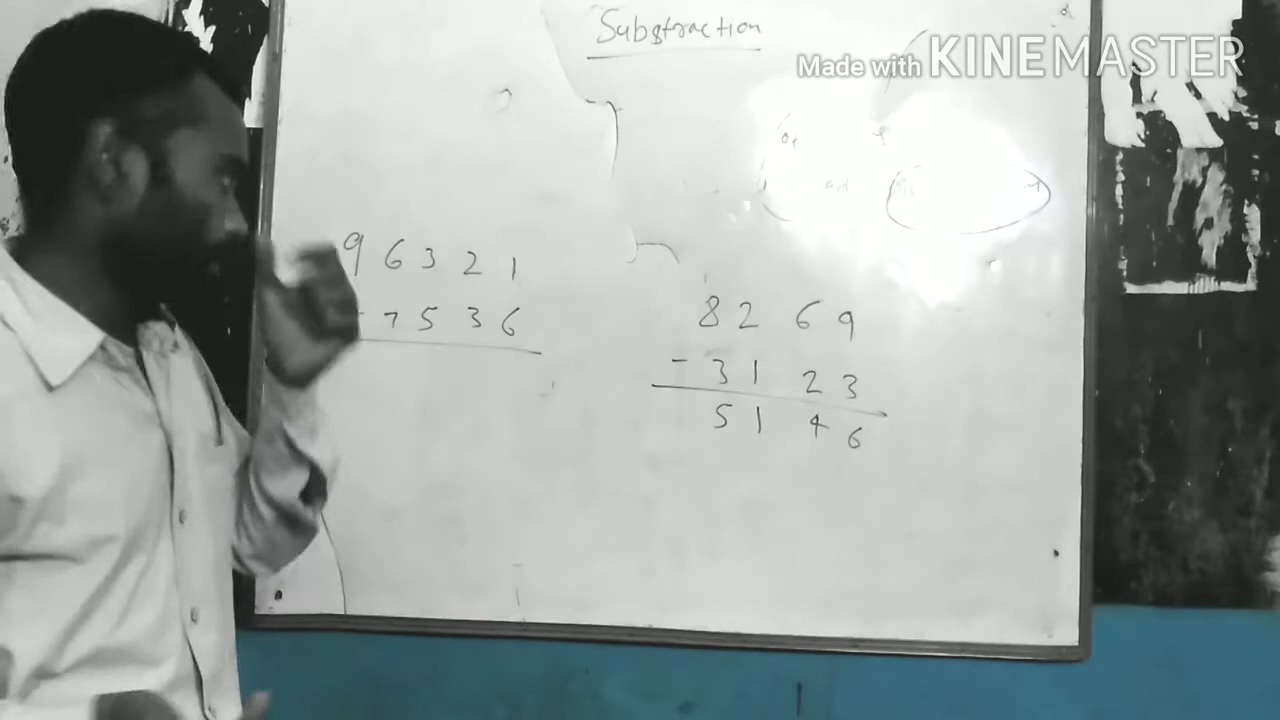 Substraction
Made with KINEMASTER
9 6 3 2 1
- 7 5 3 6
8 2 6 9
- 3 1 2 3
5 1 4 6